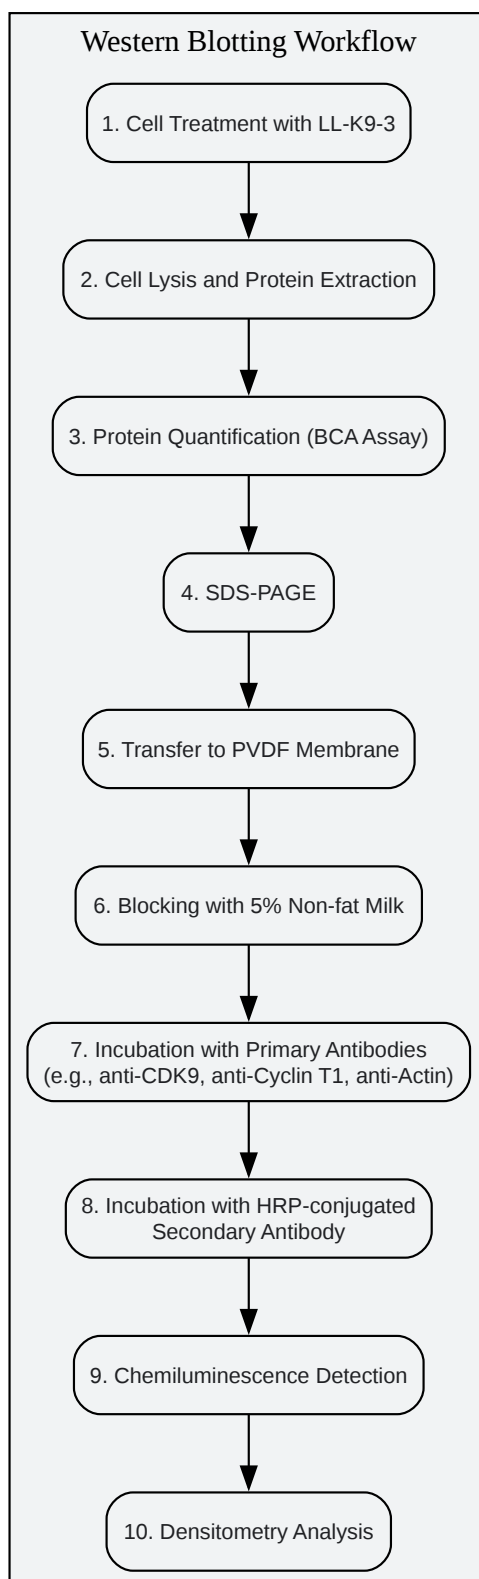 Western Blotting Workflow
1. Cell Treatment with LL-K9-3
2. Cell Lysis and Protein Extraction
3. Protein Quantification (BCA Assay)
4. SDS-PAGE
5. Transfer to PVDF Membrane
6. Blocking with 5% Non-fat Milk
7. Incubation with Primary Antibodies
(e.g., anti-CDK9, anti-Cyclin T1, anti-Actin)
8. Incubation with HRP-conjugated
Secondary Antibody
9. Chemiluminescence Detection
10. Densitometry Analysis